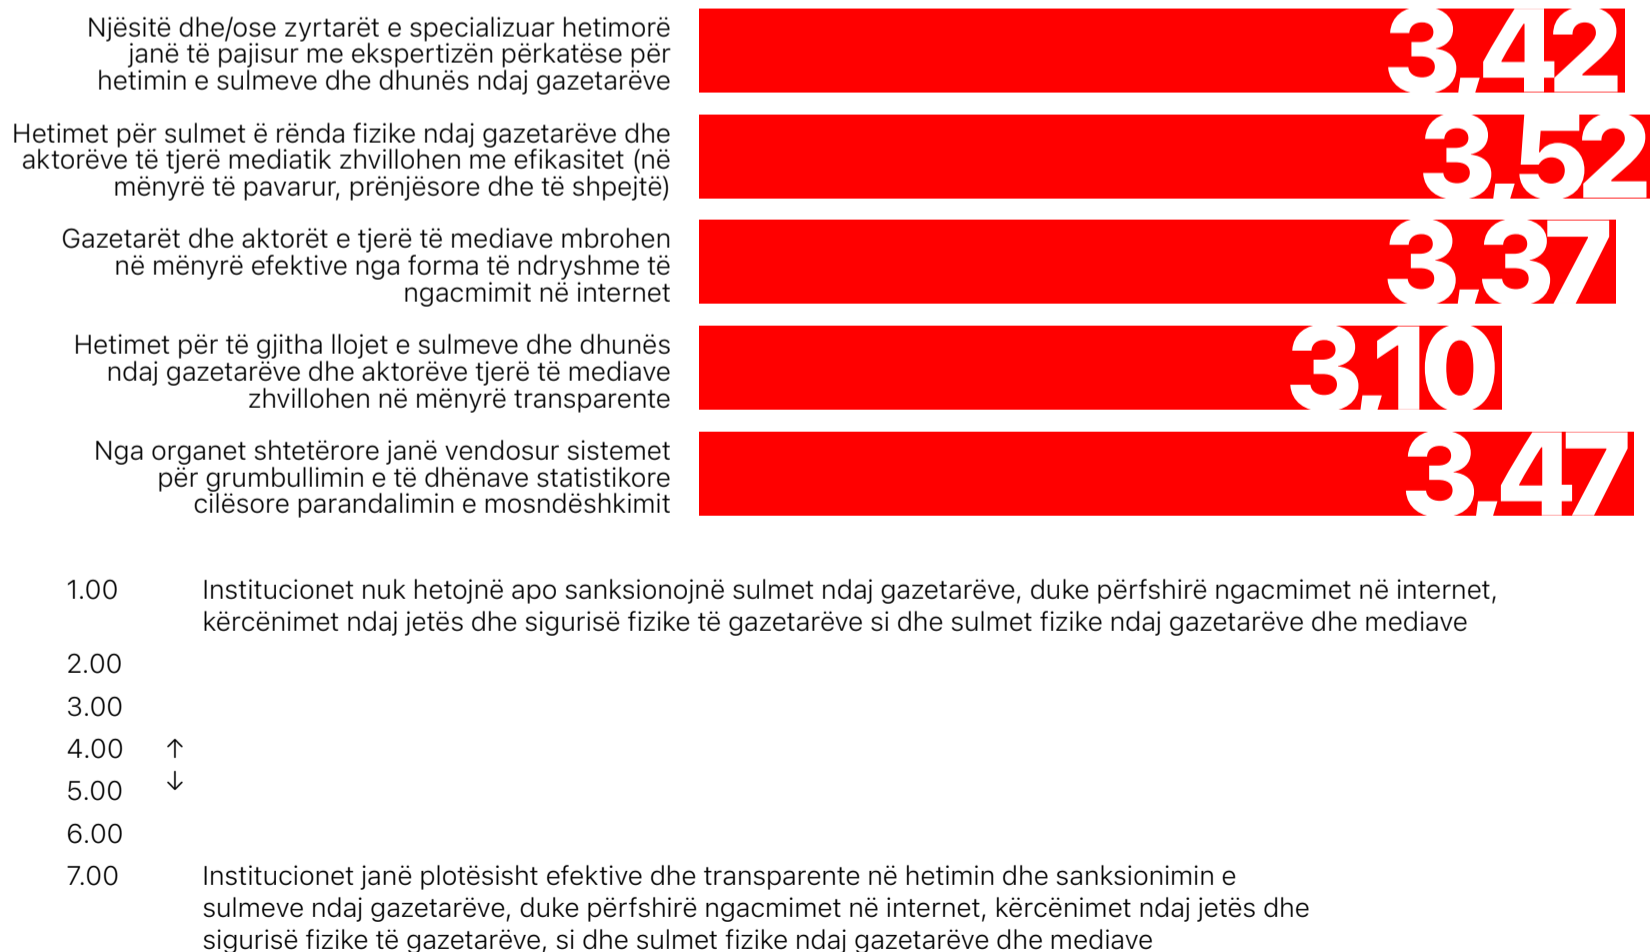 Njësitë dhe/ose zyrtarët e specializuar hetimorë
janë të pajisur me ekspertizën përkatëse për
hetimin e sulmeve dhe dhunës ndaj gazetarëve
3,42
Hetimet për sulmet ë rënda fizike ndaj gazetarëve dhe
aktorëve të tjerë mediatik zhvillohen me efikasitet (në
mënyrë të pavarur, prënjësore dhe të shpejtë)
3,52
Gazetarët dhe aktorët e tjerë të mediave mbrohen
në mënyrë efektive nga forma të ndryshme të
ngacmimit në internet
3,37
Hetimet për të gjitha llojet e sulmeve dhe dhunës
ndaj gazetarëve dhe aktorëve tjerë të mediave
zhvillohen në mënyrë transparente
3,10
Nga organet shtetërore janë vendosur sistemet
për grumbullimin e të dhënave statistikore
cilësore parandalimin e mosndëshkimit
3,47
1.00 Institucionet nuk hetojnë apo sanksionojnë sulmet ndaj gazetarëve, duke përfshirë ngacmimet në internet,
kërcënimet ndaj jetës dhe sigurisë fizike të gazetarëve si dhe sulmet fizike ndaj gazetarëve dhe mediave
2.00
3.00
4.00 ↑
5.00 ↓
6.00
7.00 Institucionet janë plotësisht efektive dhe transparente në hetimin dhe sanksionimin e
sulmeve ndaj gazetarëve, duke përfshirë ngacmimet në internet, kërcënimet ndaj jetës dhe
sigurisë fizike të gazetarëve, si dhe sulmet fizike ndaj gazetarëve dhe mediave